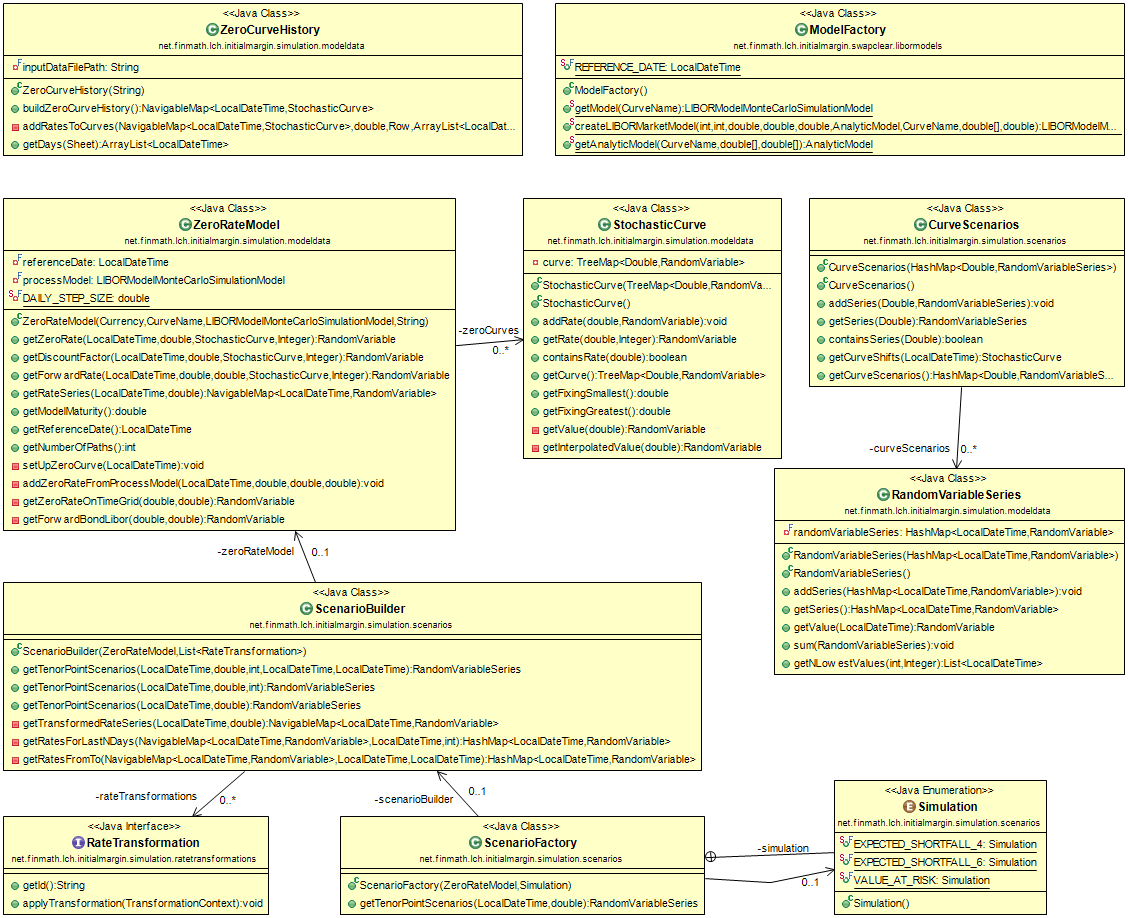 <<Java Class>>
ZeroCurveHistory
net.finmath.lch.initialmargin.simulation.modeldata
inputDataFilePath: String
ZeroCurveHistory(String)
buildZeroCurveHistory():NavigableMap<LocalDateTime,StochasticCurve>
addRatesToCurves(NavigableMap<LocalDateTime,StochasticCurve>,double,Row,ArrayList<LocalDat...
getDays(Sheet):ArrayList<LocalDateTime>
<<Java Class>>
ModelFactory
net.finmath.lch.initialmargin.swapclear.libormodels
REFERENCE_DATE: LocalDateTime
ModelFactory()
getModel(CurveName):LIBORModelMonteCarloSimulationModel
createLIBORMarketModel(int,int,double,double,double,AnalyticModel,CurveName,double[],double):LIBORModelM...
getAnalyticModel(CurveName,double[],double[]):AnalyticModel
<<Java Class>>
ZeroRateModel
net.finmath.lch.initialmargin.simulation.modeldata
referenceDate: LocalDateTime
processModel: LIBORModelMonteCarloSimulationModel
DAILY_STEP_SIZE: double
ZeroRateModel(Currency,CurveName,LIBORModelMonteCarloSimulationModel,String)
getZeroRate(LocalDateTime,double,StochasticCurve,Integer):RandomVariable
getDiscountFactor(LocalDateTime,double,StochasticCurve,Integer):RandomVariable
getForwardRate(LocalDateTime,double,double,StochasticCurve,Integer):RandomVariable
getRateSeries(LocalDateTime,double):NavigableMap<LocalDateTime,RandomVariable>
getModelMaturity():double
getReferenceDate():LocalDateTime
getNumberOfPaths():int
setUpZeroCurve(LocalDateTime):void
addZeroRateFromProcessModel(LocalDateTime,double,double,double):void
getZeroRateOnTimeGrid(double,double):RandomVariable
getForwardBondLibor(double,double):RandomVariable
-zeroCurves
0..*
<<Java Class>>
StochasticCurve
net.finmath.lch.initialmargin.simulation.modeldata
curve: TreeMap<Double,RandomVariable>
StochasticCurve(TreeMap<Double,RandomVa...
StochasticCurve()
addRate(double,RandomVariable):void
getRate(double,Integer):RandomVariable
containsRate(double):boolean
getCurve():TreeMap<Double,RandomVariable>
getFixingSmallest():double
getFixingGreatest():double
getValue(double):RandomVariable
getInterpolatedValue(double):RandomVariable
<<Java Class>>
CurveScenarios
net.finmath.lch.initialmargin.simulation.scenarios
CurveScenarios(HashMap<Double,RandomVariableSeries>)
CurveScenarios()
addSeries(Double,RandomVariableSeries):void
getSeries(Double):RandomVariableSeries
containsSeries(Double):boolean
getCurveShifts(LocalDateTime):StochasticCurve
getCurveScenarios():HashMap<Double,RandomVariableS...
-curveScenarios
0..*
<<Java Class>>
RandomVariableSeries
net.finmath.lch.initialmargin.simulation.modeldata
randomVariableSeries: HashMap<LocalDateTime,RandomVariable>
RandomVariableSeries(HashMap<LocalDateTime,RandomVariable>)
RandomVariableSeries()
addSeries(HashMap<LocalDateTime,RandomVariable>):void
getSeries():HashMap<LocalDateTime,RandomVariable>
getValue(LocalDateTime):RandomVariable
sum(RandomVariableSeries):void
getNLowestValues(int,Integer):List<LocalDateTime>
-zeroRateModel
0..1
<<Java Class>>
ScenarioBuilder
net.finmath.lch.initialmargin.simulation.scenarios
ScenarioBuilder(ZeroRateModel,List<RateTransformation>)
getTenorPointScenarios(LocalDateTime,double,int,LocalDateTime,LocalDateTime):RandomVariableSeries
getTenorPointScenarios(LocalDateTime,double,int):RandomVariableSeries
getTenorPointScenarios(LocalDateTime,double):RandomVariableSeries
getTransformedRateSeries(LocalDateTime,double):NavigableMap<LocalDateTime,RandomVariable>
getRatesForLastNDays(NavigableMap<LocalDateTime,RandomVariable>,LocalDateTime,int):HashMap<LocalDateTime,RandomVariable>
getRatesFromTo(NavigableMap<LocalDateTime,RandomVariable>,LocalDateTime,LocalDateTime):HashMap<LocalDateTime,RandomVariable>
-rateTransformations
0..*
-scenarioBuilder
0..1
<<Java Interface>>
RateTransformation
net.finmath.lch.initialmargin.simulation.ratetransformations
getId():String
applyTransformation(TransformationContext):void
<<Java Class>>
ScenarioFactory
net.finmath.lch.initialmargin.simulation.scenarios
ScenarioFactory(ZeroRateModel,Simulation)
getTenorPointScenarios(LocalDateTime,double):RandomVariableSeries
-simulation
0..1
<<Java Enumeration>>
Simulation
net.finmath.lch.initialmargin.simulation.scenarios
EXPECTED_SHORTFALL_4: Simulation
EXPECTED_SHORTFALL_6: Simulation
VALUE_AT_RISK: Simulation
Simulation()